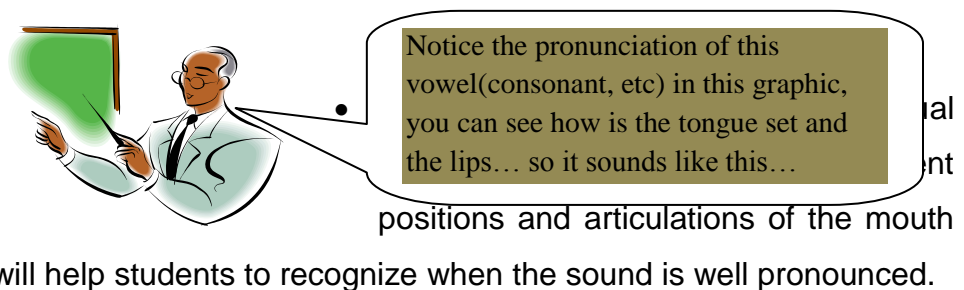 Notice the pronunciation of this
vowel(consonant, etc) in this graphic,
you can see how is the tongue set and
the lips… so it sounds like this…
•
positions and articulations of the mouth
will help students to recognize when the sound is well pronounced.